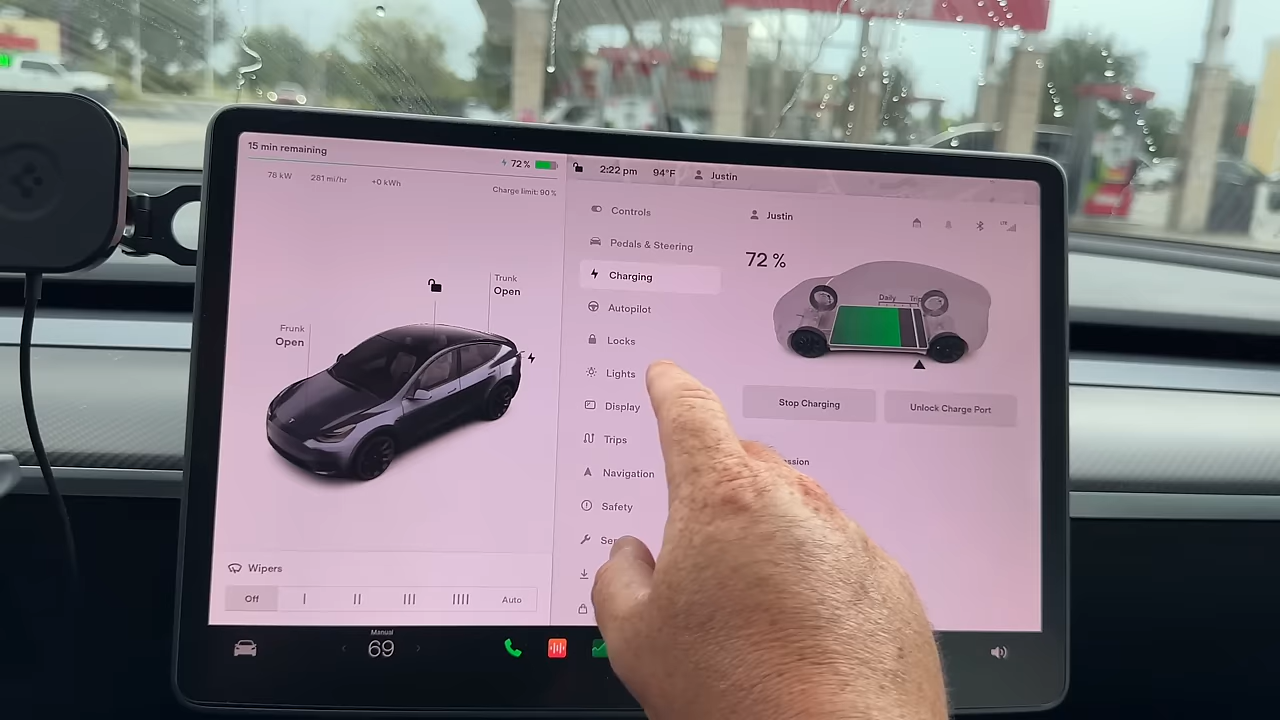 15 min remaining
72 %
78 kW 281 mi/hr +0 kWh
Charge limit: 90 %
Trunk
Open
Frunk
Open
Wipers
Off
Auto
Manual
69
2:22 pm 94°F Justin
Controls
Pedals & Steering
Charging
Autopilot
Locks
Lights
Display
Trips
Navigation
Safety
Justin
LTE
72 %
Daily Trip
Stop Charging
Unlock Charge Port